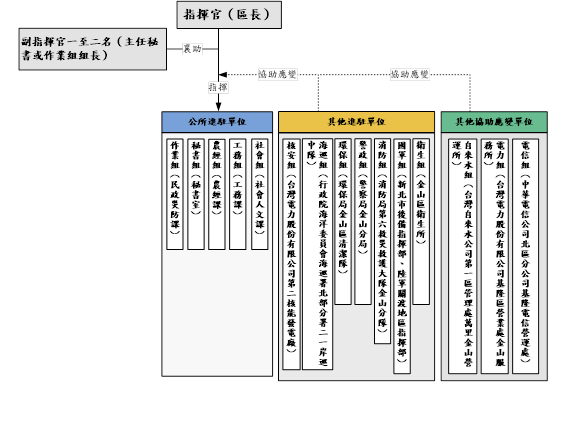 指揮官（區長）
副指揮官一至二名（主任秘
書或作業組組長）
襄助
協助應變
協助應變
指揮
公所進駐單位
作業組（民政災防課）
秘書組（秘書室）
農經組（農經課）
工務組（工務課）
社會組（社會人文課）
其他進駐單位
核安組（台灣電力股份有限公司第二核能發電廠）
海巡組（行政院海洋委員會海巡署北部分署二一岸巡
中隊）
環保組（環保局金山區清潔隊）
警政組（警察局金山分局）
消防組（消防局第六救災救護大隊金山分隊）
國軍組（新北市後備指揮部、陸軍關渡地區指揮部）
衛生組（金山區衛生所）
其他協助應變單位
自來水組（台灣自來水公司第一區管理處萬里金山營
運所）
電力組（台灣電力股份有限公司基隆區營業處金山服
務所）
電信組（中華電信公司北區分公司基隆電信營運處）